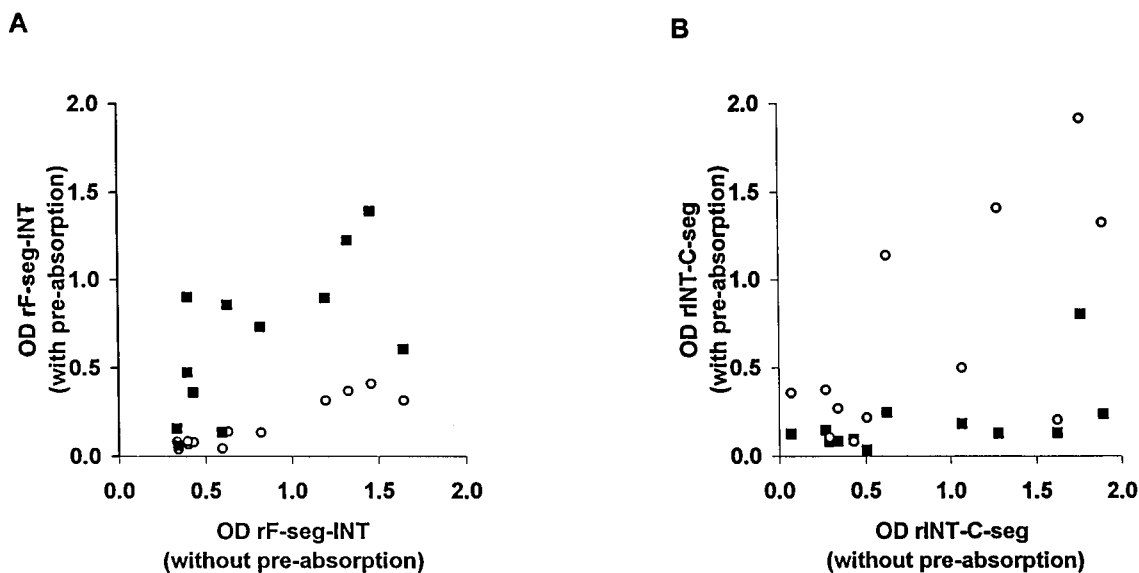 A
2.0
1.5
1.0
0.5
0.0
OD rF-seg-INT
(with pre-absorption)
0.0 0.5 1.0 1.5 2.0
OD rF-seg-INT
(without pre-absorption)
B
2.0
1.5
1.0
0.5
0.0
OD rINT-C-seg
(with pre-absorption)
0.0 0.5 1.0 1.5 2.0
OD rINT-C-seg
(without pre-absorption)